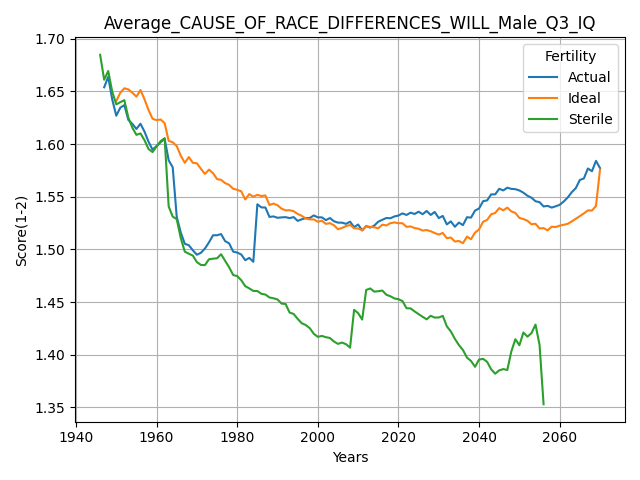 Average_CAUSE_OF_RACE_DIFFERENCES_WILL_Male_Q3_IQ
Fertility
Actual
Ideal
Sterile
Score(1-2)
1.70
1.65
1.60
1.55
1.50
1.45
1.40
1.35
1940 1960 1980 2000 2020 2040 2060
Years